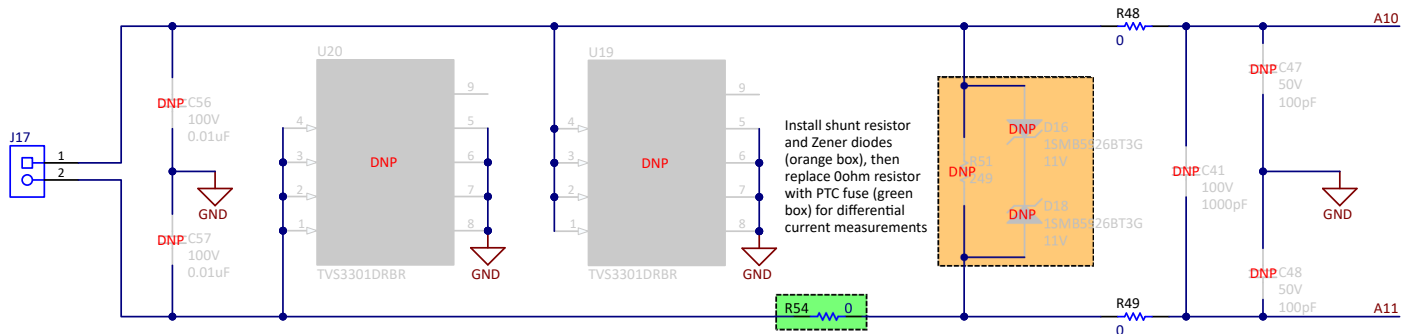 R48
0
A10
U20
U19
9
9
DNP C56
100V
0.01uF
DNP C47
50V
100pF
J17
1
2
4
3
2
1
5
6
7
8
DNP
4
3
2
1
5
6
7
8
DNP
Install shunt resistor
and Zener diodes
(orange box), then
replace 0ohm resistor
with PTC fuse (green
box) for differential
current measurements
DNP D16
1SMB5926BT3G
11V
DNP R51
249
DNP C41
100V
1000pF
DNP D18
1SMB5926BT3G
11V
GND
GND
DNP C57
100V
0.01uF
GND
TVS3301DRBR
GND
TVS3301DRBR
DNP C48
50V
100pF
R54 0
R49
0
A11